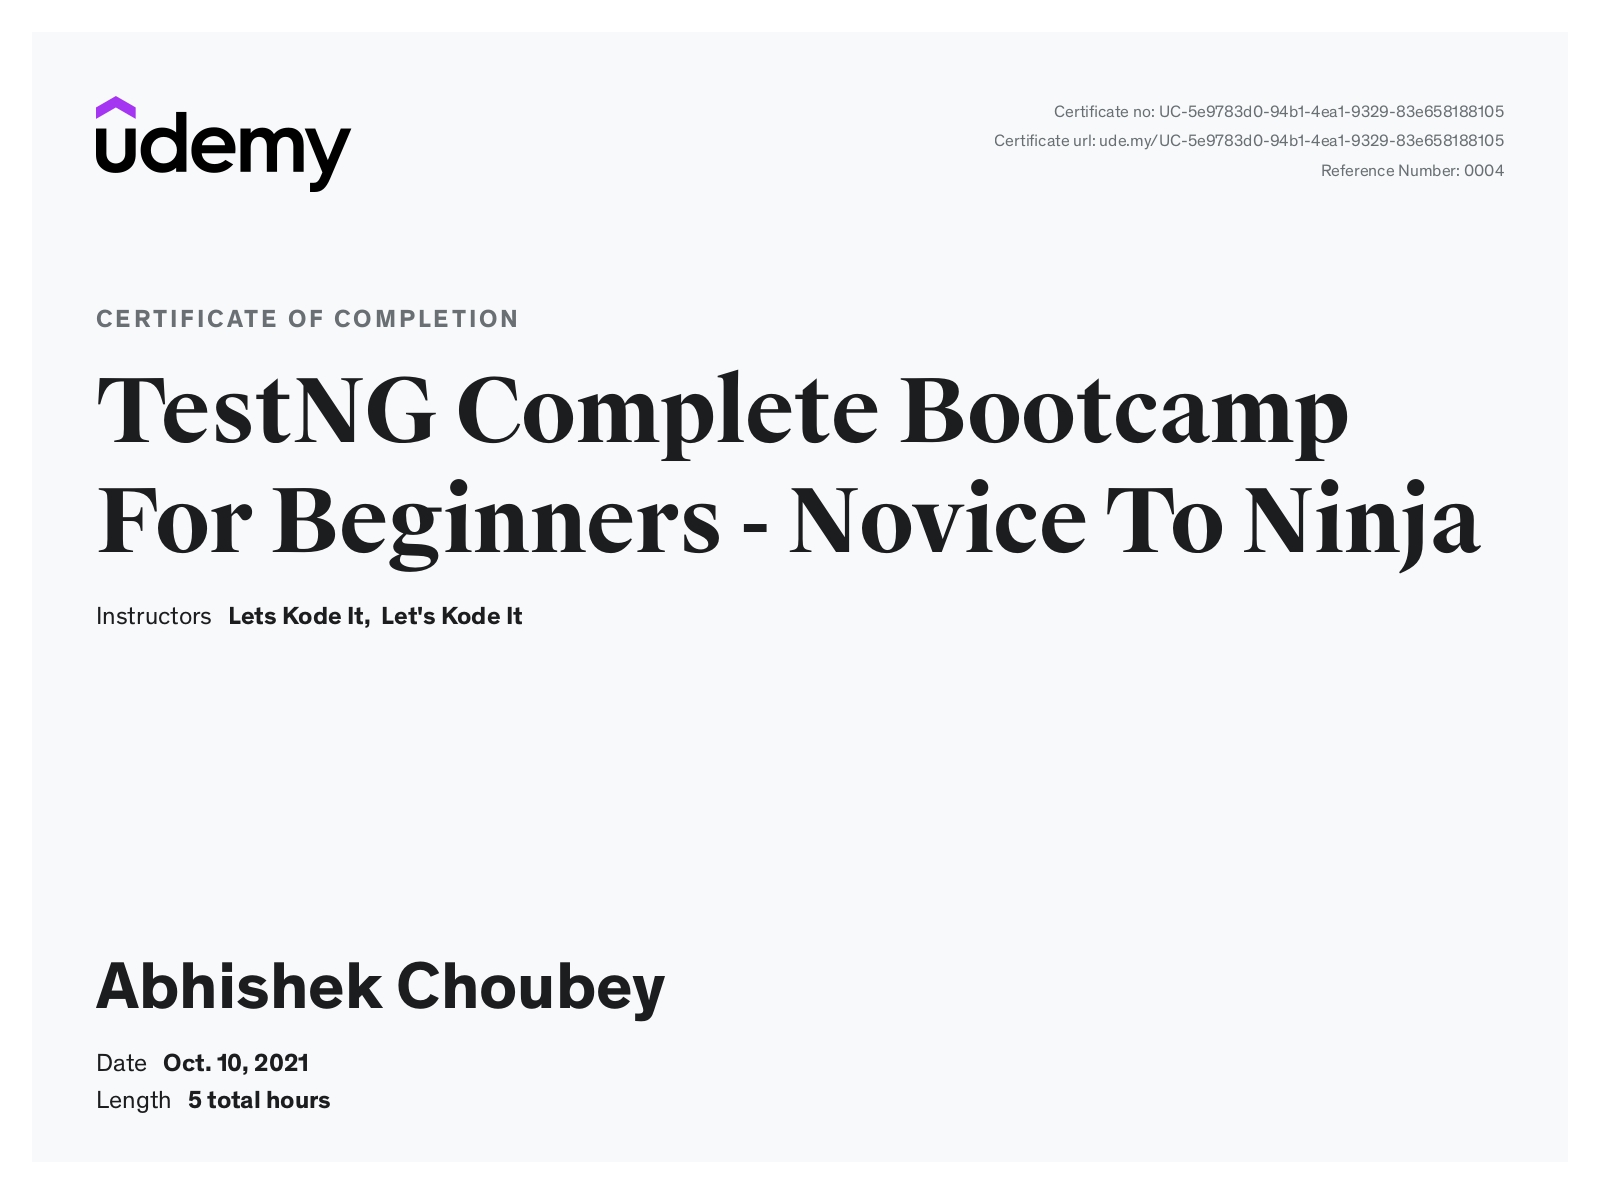 udemy
Certificate no: UC-5e9783d0-94b1-4ea1-9329-83e658188105
Certificate url: ude.my/UC-5e9783d0-94b1-4ea1-9329-83e658188105
Reference Number: 0004
CERTIFICATE OF COMPLETION
TestNG Complete Bootcamp
For Beginners - Novice To Ninja
Instructors Lets Kode It, Let's Kode It
Abhishek Choubey
Date Oct. 10, 2021
Length 5 total hours